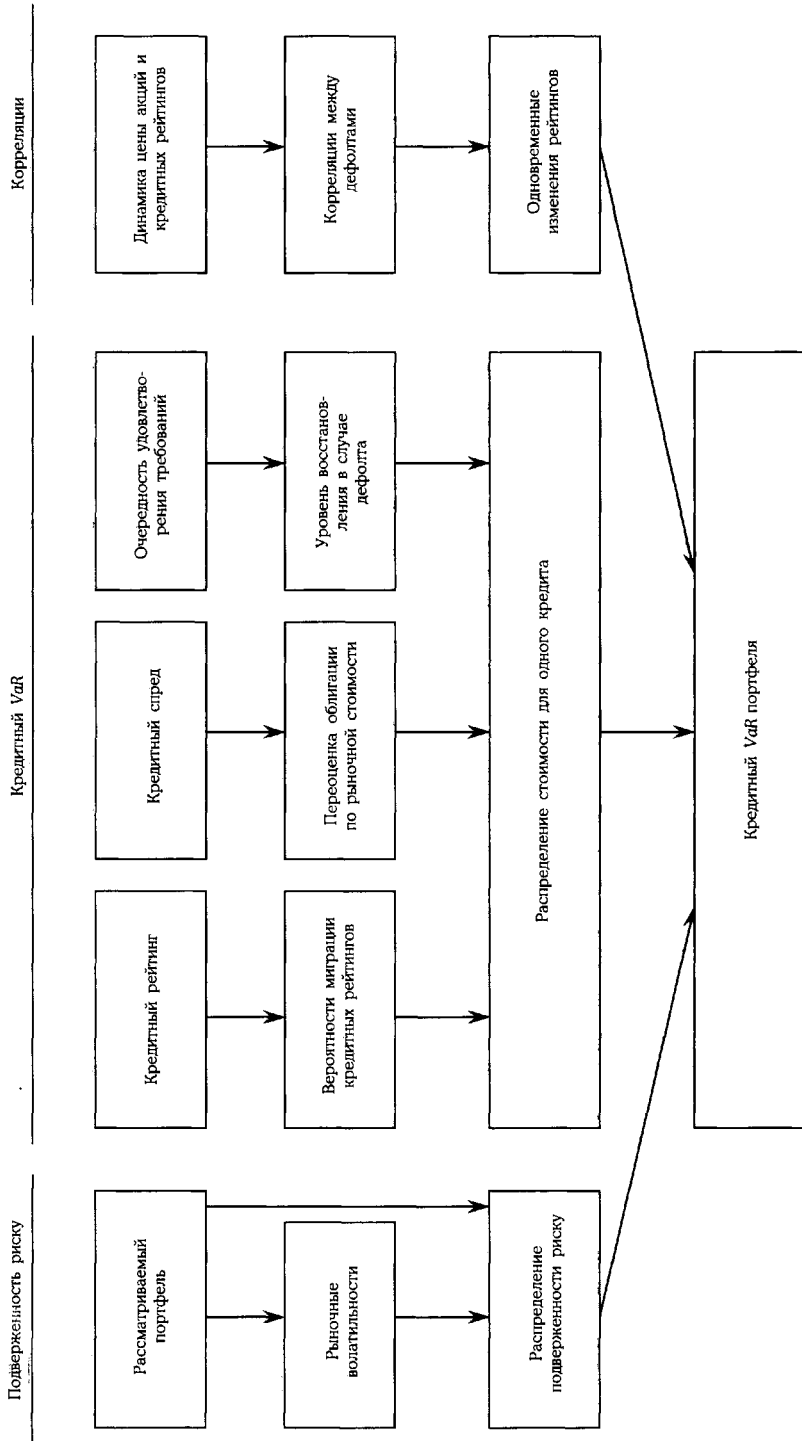 Подверженность риску
Кредитный VaR
Корреляции
Рассматриваемый
портфель
Кредитный рейтинг
Кредитный спред
Очередность удовлетво-
рения требований
Динамика цены акций и
кредитных рейтингов
Рыночные
волатильности
Вероятности миграции
кредитных рейтингов
Переоценка облигации
по рыночной стоимости
Уровень восстанов-
ления в случае
дефолта
Корреляции между
дефолтами
Распределение
подверженности риску
Распределение стоимости для одного кредита
Одновременные
изменения рейтингов
Кредитный VaR портфеля